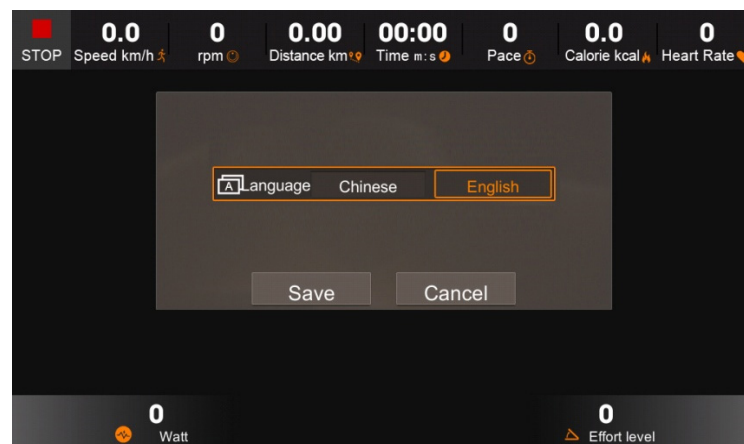 0.0 0 0.00 00:00 0 0.0 0
STOP Speed km/h rpm Distance km Time m:s Pace Calorie kcal Heart Rate
A Language Chinese English
Save Cancel
0 0
Watt Effort level